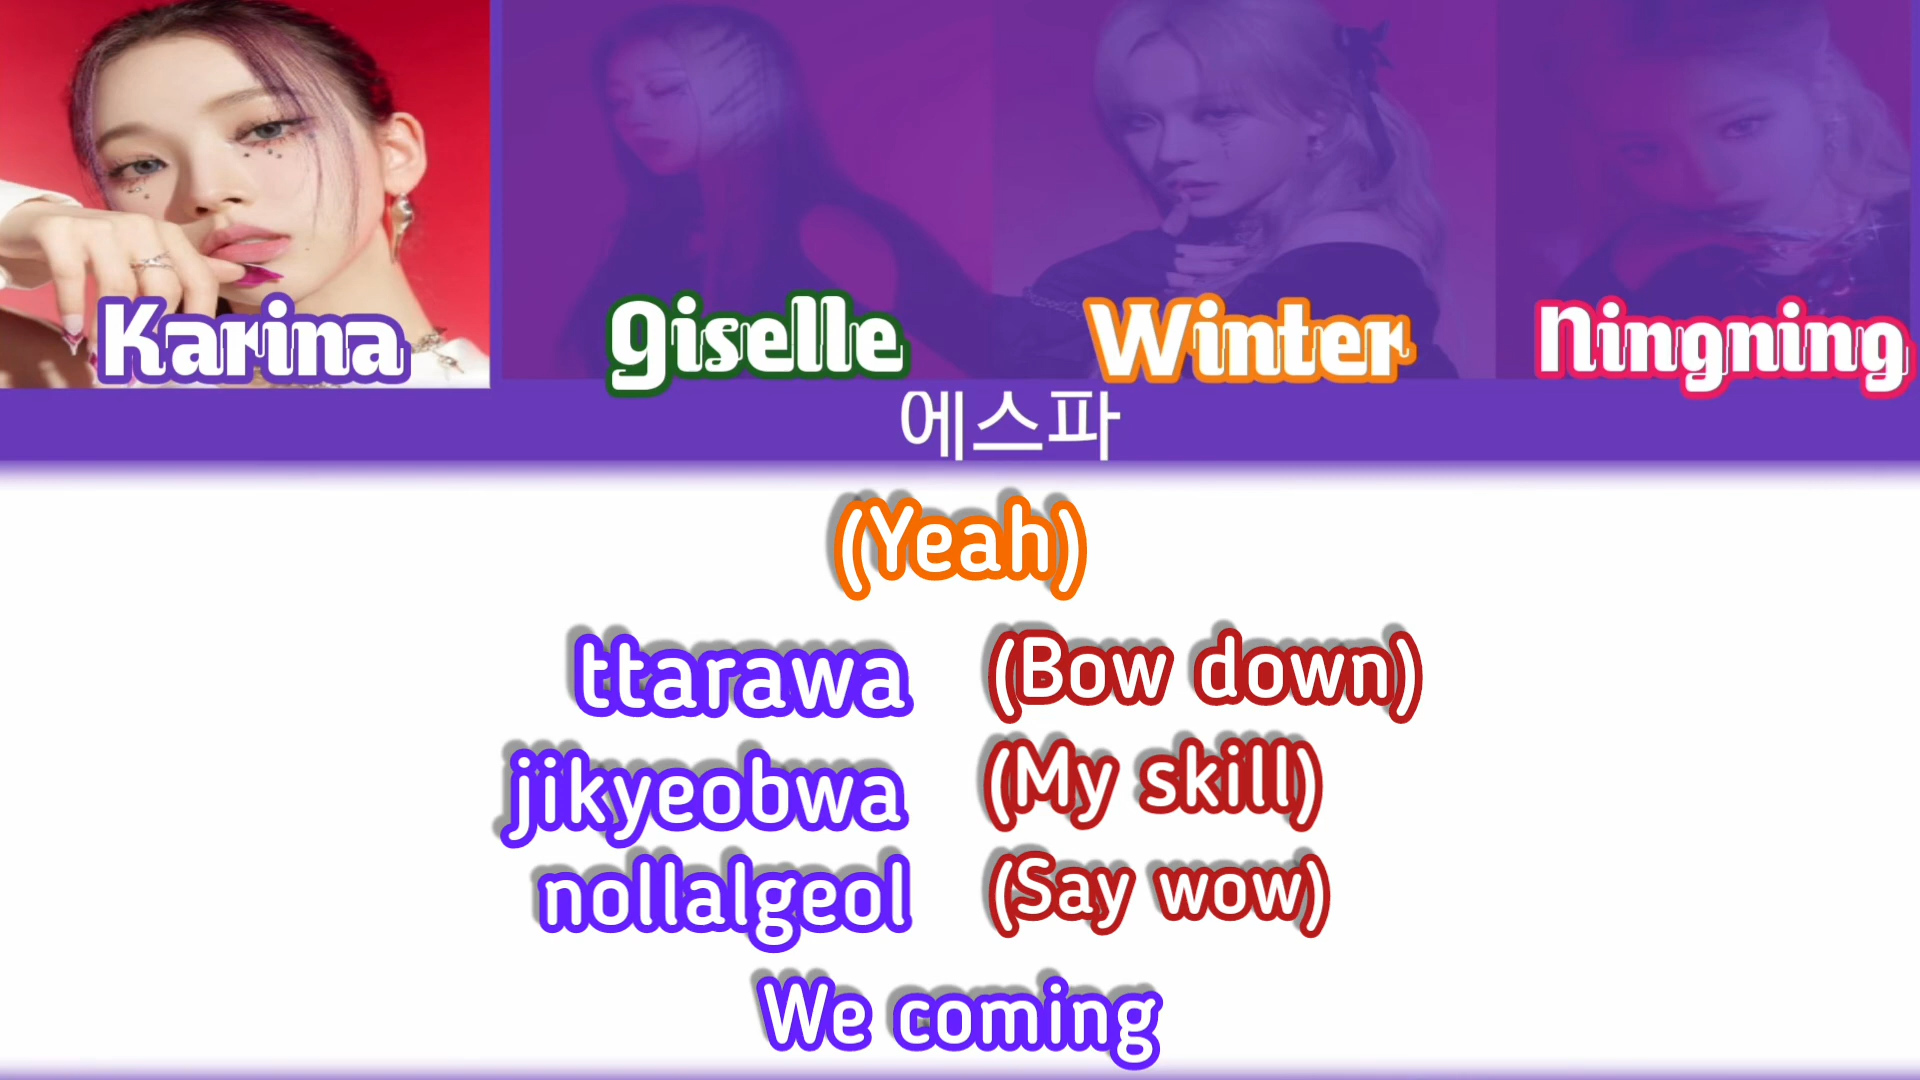 Karina Giselle Winter Ningning
에스파
(Yeah)
ttarawa (Bow down)
jikyeobwa (My skill)
nollalgeol (Say wow)
We coming